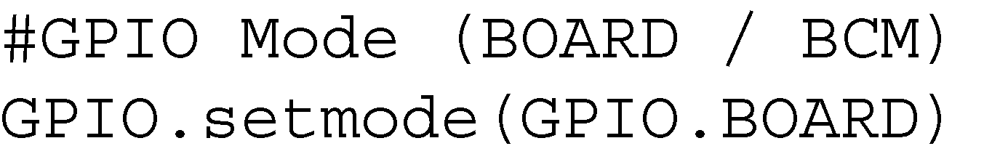 #GPIO Mode (BOARD / BCM)
GPIO.setmode(GPIO.BOARD)